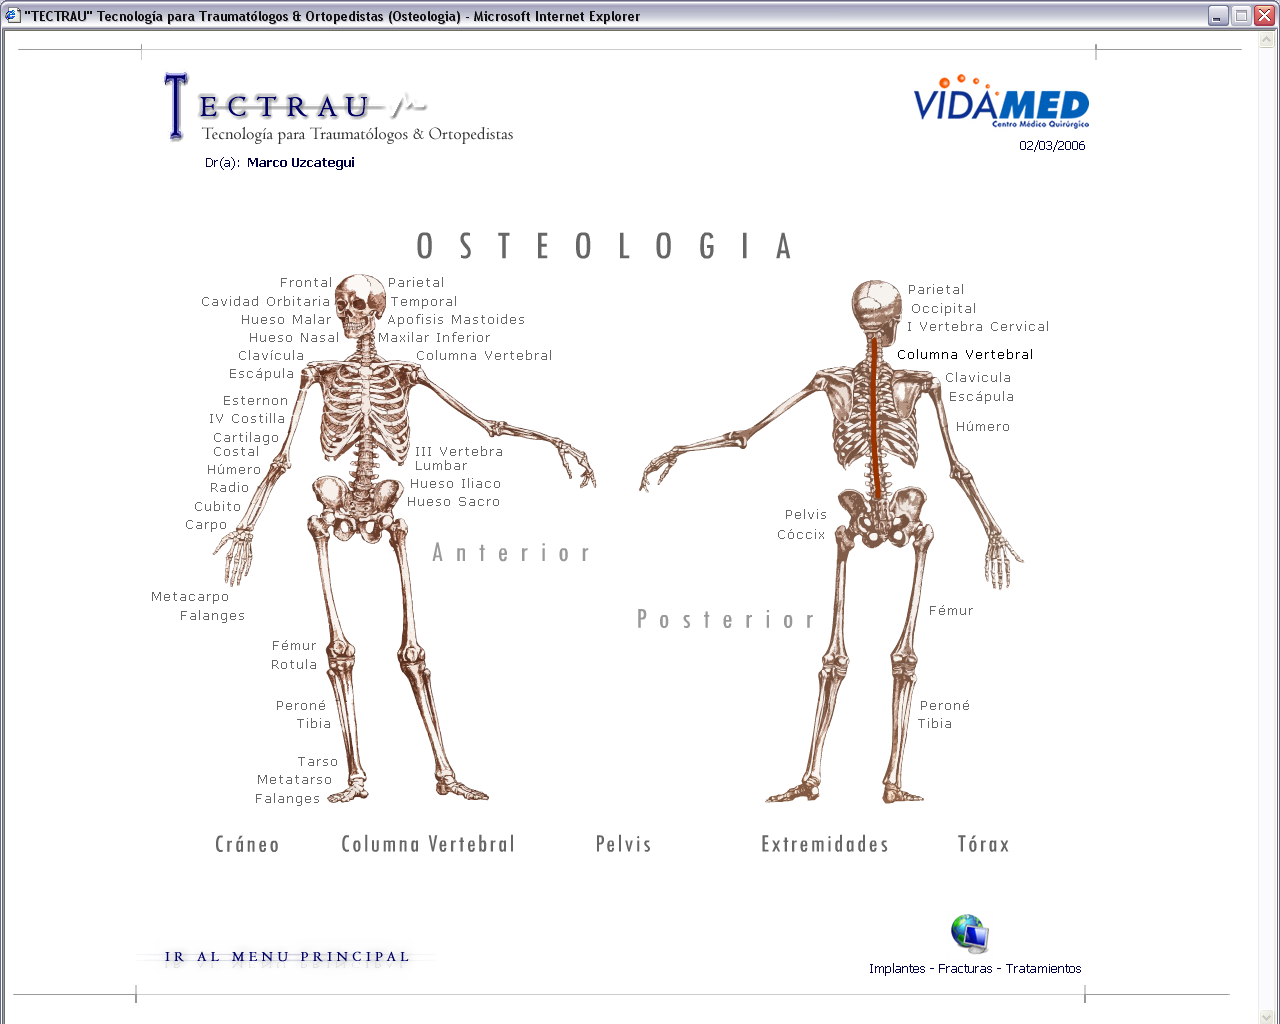 "TECTRAU" Tecnología para Traumatólogos & Ortopedistas (Osteologia) - Microsoft Internet Explorer
TECTRAU
Tecnología para Traumatólogos & Ortopedistas
Dr(a): Marco Uzcategui
VIDAMED
Centro Médico Quirúrgico
02/03/2006
OSTEOLOGIA
Frontal
Cavidad Orbitaria
Hueso Malar
Hueso Nasal
Clavícula
Escápula
Esternon
IV Costilla
Cartilago
Costal
Húmero
Radio
Cubito
Carpo
Metacarpo
Falanges
Fémur
Rotula
Peroné
Tibia
Tarso
Metatarso
Falanges
Parietal
Temporal
Apofisis Mastoides
Maxilar Inferior
Columna Vertebral
III Vertebra
Lumbar
Hueso Iliaco
Hueso Sacro
Anterior
Parietal
Occipital
I Vertebra Cervical
Columna Vertebral
Clavicula
Escápula
Húmero
Pelvis
Cóccix
Posterior
Fémur
Peroné
Tibia
Cráneo
Columna Vertebral
Pelvis
Extremidades
Tórax
IR AL MENU PRINCIPAL
Implantes - Fracturas - Tratamientos